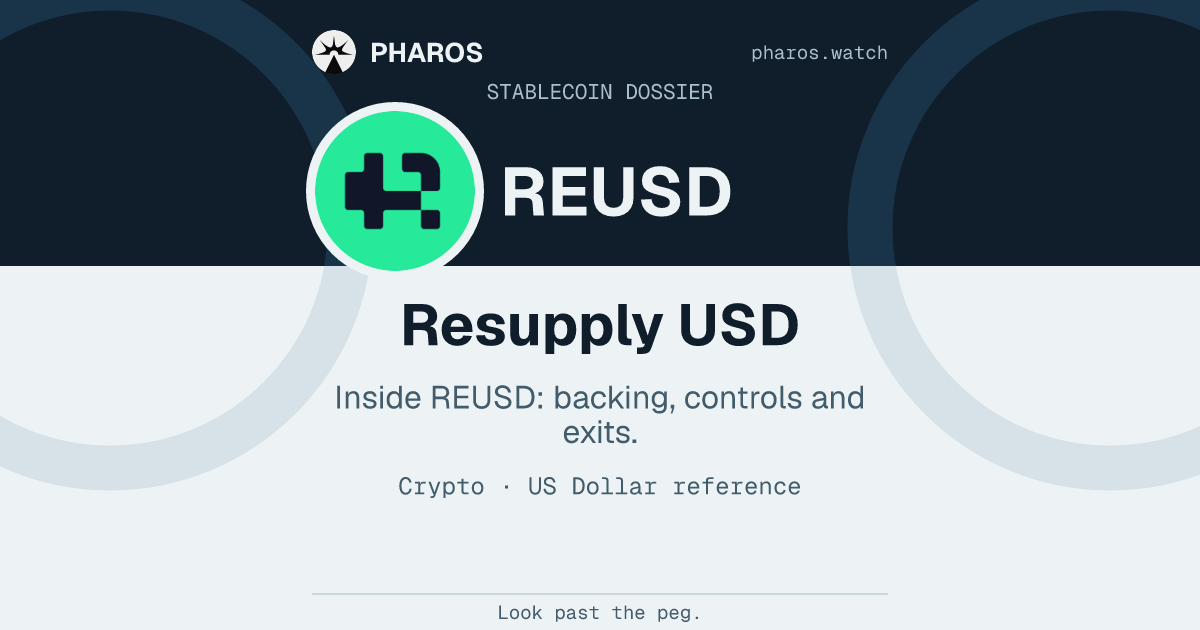 PHAROS
pharos.watch
STABLECOIN DOSSIER
REUSD
Resupply USD
Inside REUSD: backing, controls and
exits.
Crypto · US Dollar reference
Look past the peg.